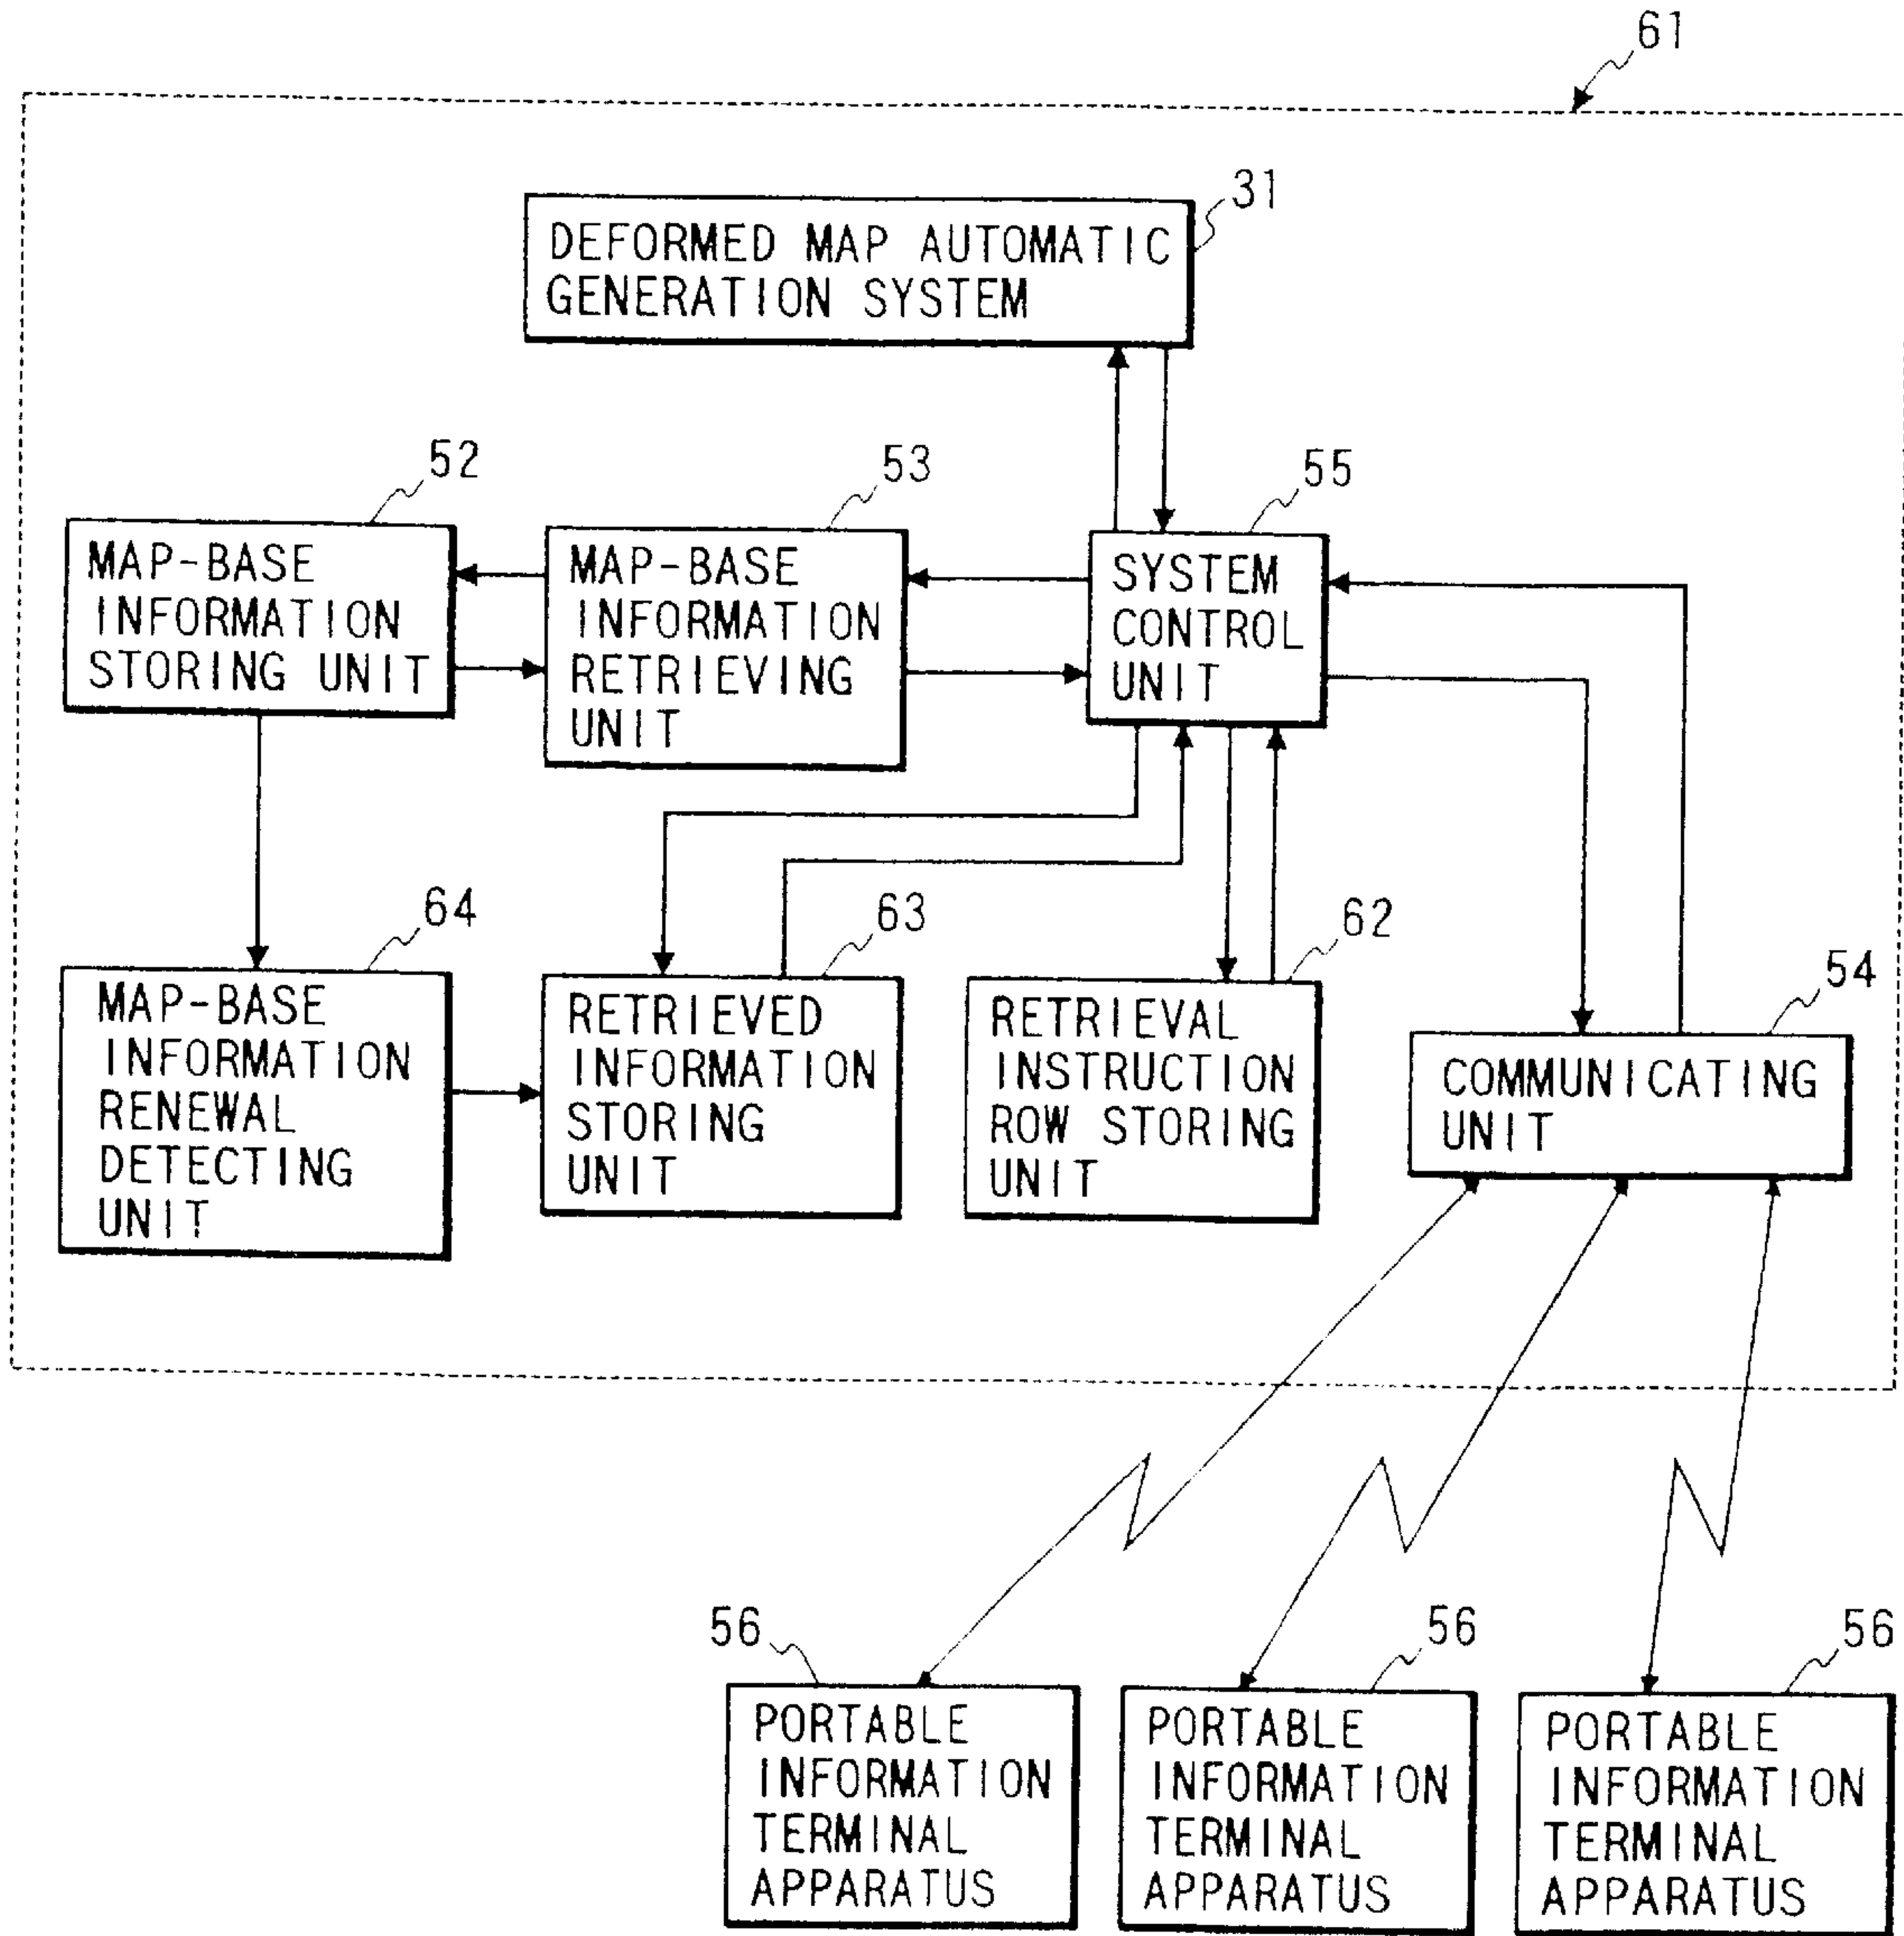 61
31
DEFORMED MAP AUTOMATIC
GENERATION SYSTEM
52
MAP-BASE
INFORMATION
STORING UNIT
53
MAP-BASE
INFORMATION
RETRIEVING
UNIT
55
SYSTEM
CONTROL
UNIT
64
MAP-BASE
INFORMATION
RENEWAL
DETECTING
UNIT
63
RETRIEVED
INFORMATION
STORING
UNIT
62
RETRIEVAL
INSTRUCTION
ROW STORING
UNIT
54
COMMUNICATING
UNIT
56
PORTABLE
INFORMATION
TERMINAL
APPARATUS
56
PORTABLE
INFORMATION
TERMINAL
APPARATUS
56
PORTABLE
INFORMATION
TERMINAL
APPARATUS